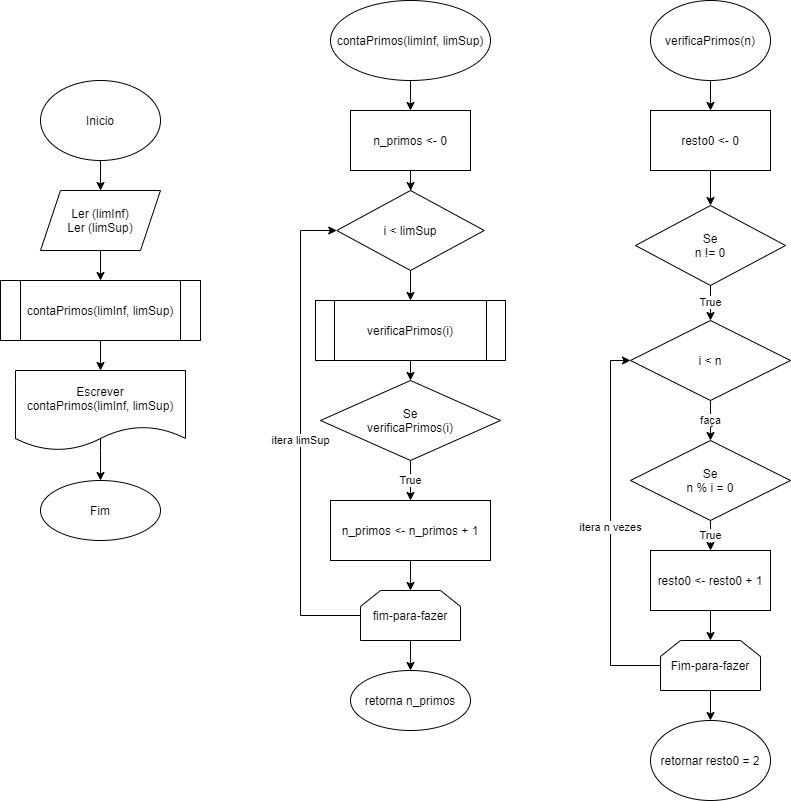 Inicio
Ler (limInf)
Ler (limSup)
contaPrimos(limInf, limSup)
Escrever
contaPrimos(limInf, limSup)
Fim
contaPrimos(limInf, limSup)
n_primos <- 0
i < limSup
verificaPrimos(i)
Se
verificaPrimos(i)
itera limSup
True
n_primos <- n_primos + 1
fim-para-fazer
retorna n_primos
verificaPrimos(n)
resto0 <- 0
Se
n != 0
True
i < n
faça
Se
n % i = 0
itera n vezes
True
resto0 <- resto0 + 1
Fim-para-fazer
retornar resto0 = 2